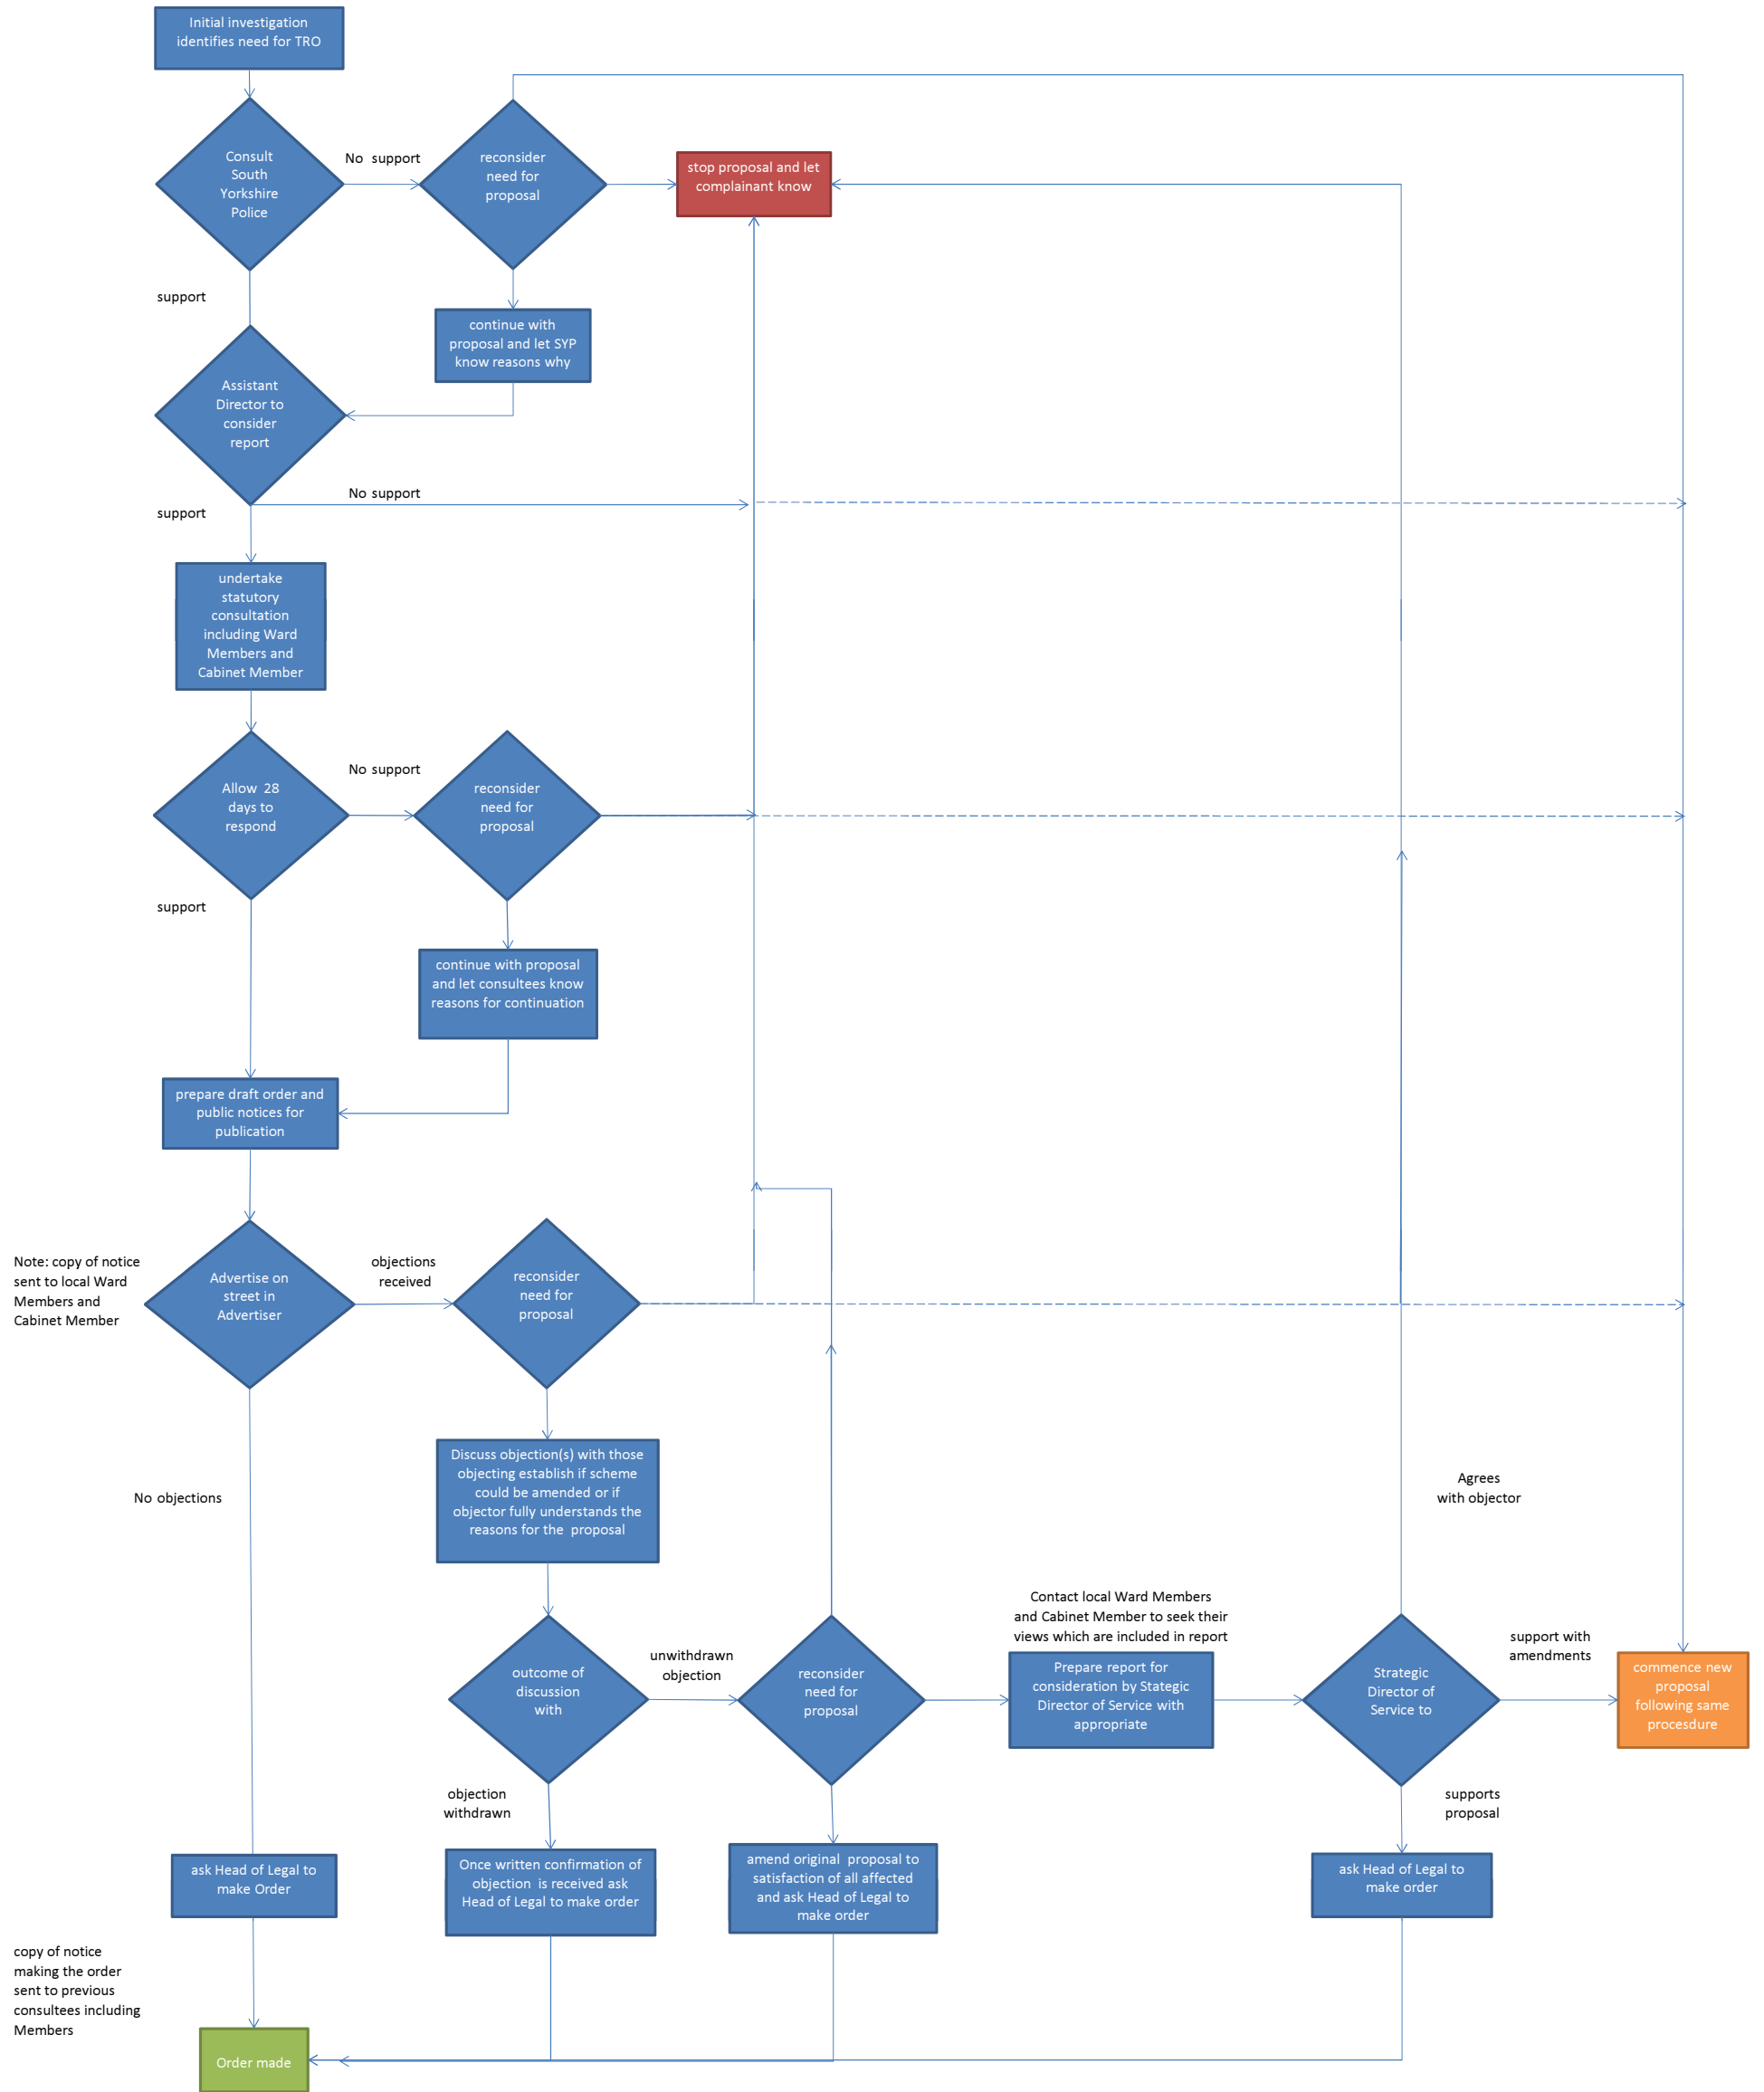 Initial investigation
identifies need for TRO
Consult
South
Yorkshire
Police
No support
reconsider
need for
proposal
stop proposal and let
complainant know
support
continue with
proposal and let SYP
know reasons why
Assistant
Director to
consider
report
No support
support
undertake
statutory
consultation
including Ward
Members and
Cabinet Member
Allow 28
days to
respond
No support
reconsider
need for
proposal
support
continue with proposal
and let consultees know
reasons for continuation
prepare draft order and
public notices for
publication
Note: copy of notice
sent to local Ward
Members and
Cabinet Member
Advertise on
street in
Advertiser
objections
received
reconsider
need for
proposal
No objections
Discuss objection(s) with those
objecting establish if scheme
could be amended or if
objector fully understands the
reasons for the proposal
Agrees
with objector
outcome of
discussion
with
unwithdrawn
objection
reconsider
need for
proposal
Contact local Ward Members
and Cabinet Member to seek their
views which are included in report
Prepare report for
consideration by Stategic
Director of Service with
appropriate
Strategic
Director of
Service to
support with
amendments
commence new
proposal
following same
procesdure
objection
withdrawn
supports
proposal
ask Head of Legal to
make Order
Once written confirmation of
objection is received ask
Head of Legal to make order
amend original proposal to
satisfaction of all affected
and ask Head of Legal to
make order
ask Head of Legal to
make order
copy of notice
making the order
sent to previous
consultees including
Members
Order made